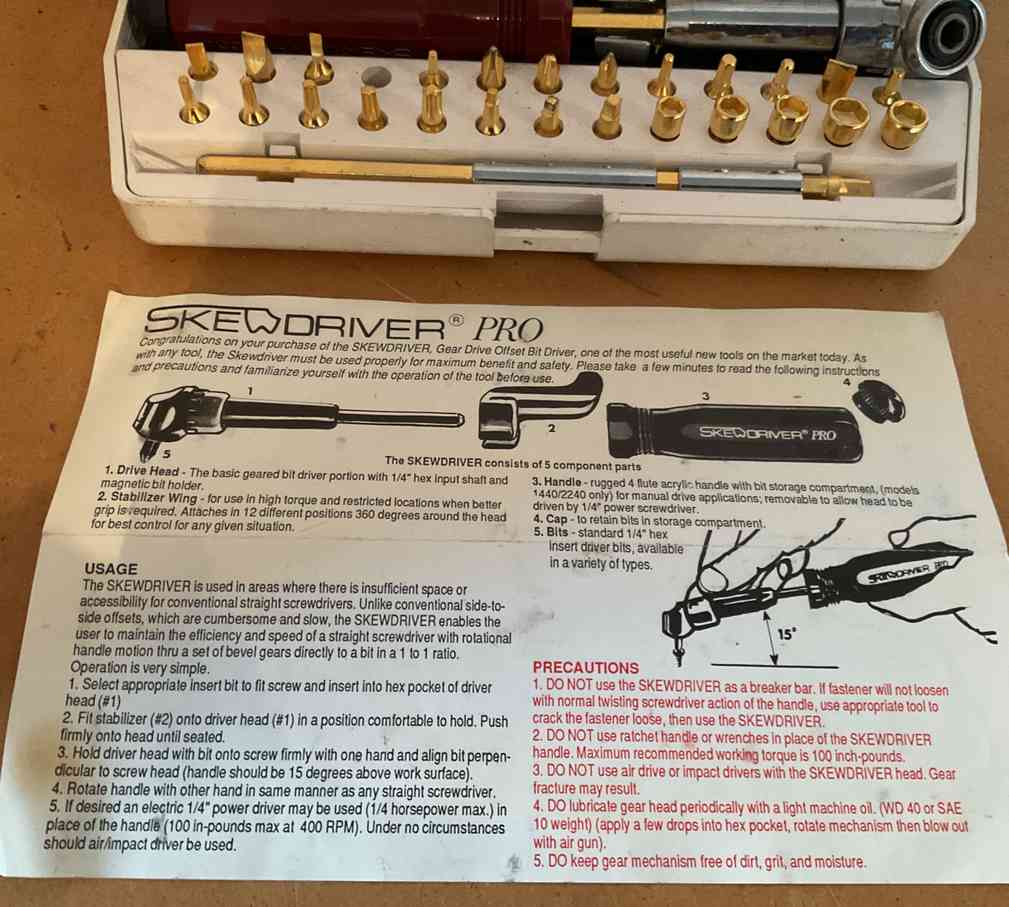 SKEWDRIVER® PRO
Congratulations on your purchase of the SKEWDRIVER, Gear Drive Offset Bit Driver, one of the most useful new tools on the market today. As
with any tool, the Skewdriver must be used properly for maximum benefit and safety. Please take a few minutes to read the following instructions
and precautions and familiarize yourself with the operation of the tool before use.
1
2
3
4
5
SKEWDRIVER® PRO
The SKEWDRIVER consists of 5 component parts
1. Drive Head - The basic geared bit driver portion with 1/4" hex input shaft and
magnetic bit holder.
2. Stabilizer Wing - for use in high torque and restricted locations when better
grip is required. Attaches in 12 different positions 360 degrees around the head
for best control for any given situation.
3. Handle - rugged 4 flute acrylic handle with bit storage compartment, (models
1440/2240 only) for manual drive applications; removable to allow head to be
driven by 1/4" power screwdriver.
4. Cap - to retain bits in storage compartment.
5. Bits - standard 1/4" hex
insert driver bits, available
in a variety of types.
SKEWDRIVER PRO
15°
USAGE
The SKEWDRIVER is used in areas where there is insufficient space or
accessibility for conventional straight screwdrivers. Unlike conventional side-to-
side offsets, which are cumbersome and slow, the SKEWDRIVER enables the
user to maintain the efficiency and speed of a straight screwdriver with rotational
handle motion thru a set of bevel gears directly to a bit in a 1 to 1 ratio.
Operation is very simple.
1. Select appropriate insert bit to fit screw and insert into hex pocket of driver
head (#1)
2. Fit stabilizer (#2) onto driver head (#1) in a position comfortable to hold. Push
firmly onto head until seated.
3. Hold driver head with bit onto screw firmly with one hand and align bit perpen-
dicular to screw head (handle should be 15 degrees above work surface).
4. Rotate handle with other hand in same manner as any straight screwdriver.
5. If desired an electric 1/4" power driver may be used (1/4 horsepower max.) in
place of the handle (100 in-pounds max at 400 RPM). Under no circumstances
should air/impact driver be used.
PRECAUTIONS
1. DO NOT use the SKEWDRIVER as a breaker bar. If fastener will not loosen
with normal twisting screwdriver action of the handle, use appropriate tool to
crack the fastener loose, then use the SKEWDRIVER.
2. DO NOT use ratchet handle or wrenches in place of the SKEWDRIVER
handle. Maximum recommended working torque is 100 inch-pounds.
3. DO NOT use air drive or impact drivers with the SKEWDRIVER head. Gear
fracture may result.
4. DO lubricate gear head periodically with a light machine oil. (WD 40 or SAE
10 weight) (apply a few drops into hex pocket, rotate mechanism then blow out
with air gun).
5. DO keep gear mechanism free of dirt, grit, and moisture.